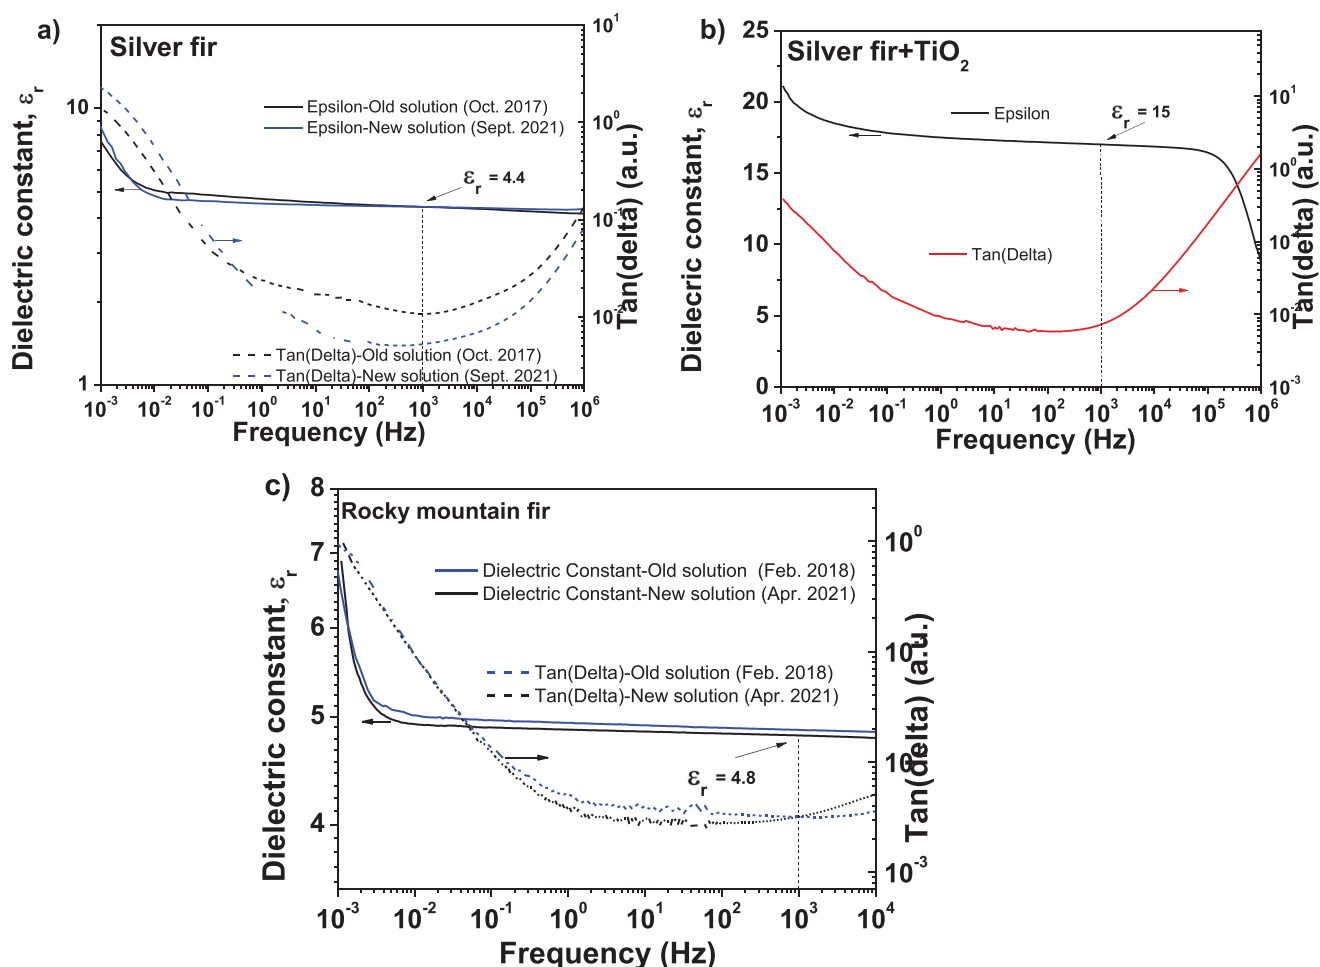 a)
Silver fir
Epsilon-Old solution (Oct. 2017)
Epsilon-New solution (Sept. 2021)
εr = 4.4
Tan(Delta)-Old solution (Oct. 2017)
Tan(Delta)-New solution (Sept. 2021)
Dielectric constant, εr
10
1
Tan(delta) (a.u.)
10^1
10^0
10^-1
10^-2
10^-3 10^-2 10^-1 10^0 10^1 10^2 10^3 10^4 10^5 10^6
Frequency (Hz)
b)
Silver fir+TiO2
Epsilon
εr = 15
Tan(Delta)
Dielecric constant, εr
25
20
15
10
5
0
Tan(delta) (a.u.)
10^1
10^0
10^-1
10^-2
10^-3
10^-3 10^-2 10^-1 10^0 10^1 10^2 10^3 10^4 10^5 10^6
Frequency (Hz)
c)
Rocky mountain fir
Dielectric Constant-Old solution (Feb. 2018)
Dielectric Constant-New solution (Apr. 2021)
Tan(Delta)-Old solution (Feb. 2018)
Tan(Delta)-New solution (Apr. 2021)
εr = 4.8
Dielectric constant, εr
8
7
6
5
4
Tan(delta) (a.u.)
10^0
10^-1
10^-2
10^-3
10^-3 10^-2 10^-1 10^0 10^1 10^2 10^3 10^4
Frequency (Hz)